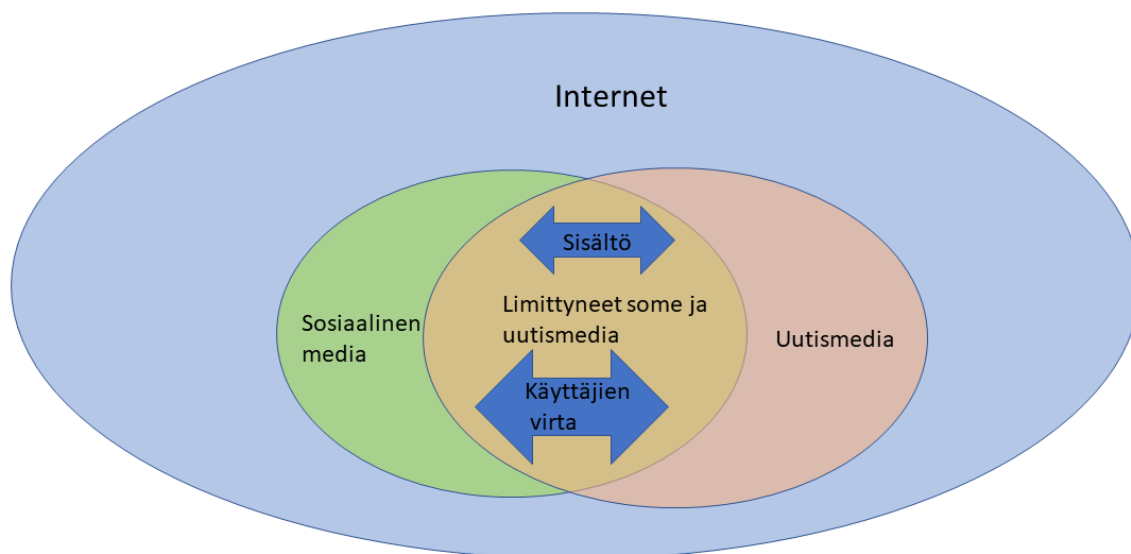 Internet
Sisältö
Limittyneet some ja
uutismedia
Sosiaalinen
media
Uutismedia
Käyttäjien
virta